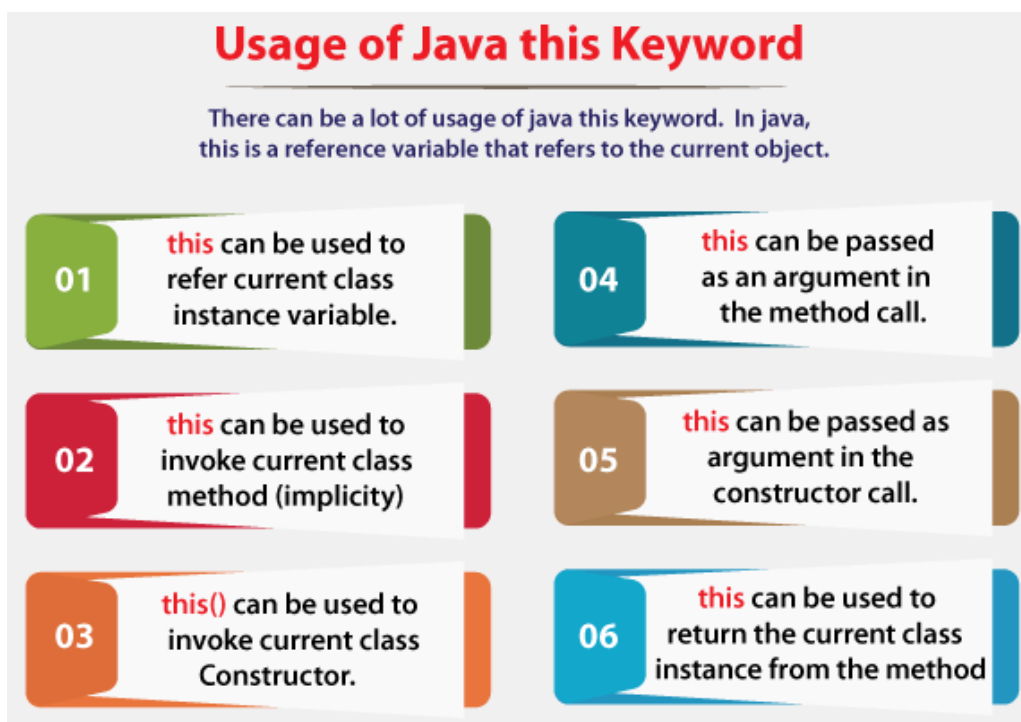 Usage of Java this Keyword
There can be a lot of usage of java this keyword. In java,
this is a reference variable that refers to the current object.
01
this can be used to
refer current class
instance variable.
02
this can be used to
invoke current class
method (implicity)
03
this() can be used to
invoke current class
Constructor.
04
this can be passed
as an argument in
the method call.
05
this can be passed as
argument in the
constructor call.
06
this can be used to
return the current class
instance from the method